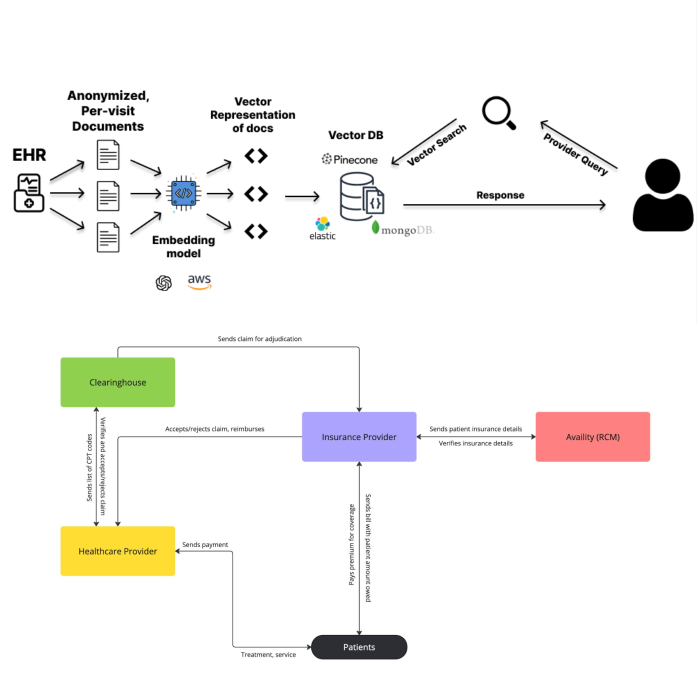 Anonymized,
Per-visit
Documents
Vector
Representation
of docs
EHR
Vector DB
Pinecone
Vector Search
Provider Query
Response
elastic
mongoDB.
Embedding
model
aws
Sends claim for adjudication
Clearinghouse
Accepts/rejects claim, reimburses
Insurance Provider
Sends patient insurance details
Verifies insurance details
Availity (RCM)
Sends list of CPT codes
Verifies and accepts/rejects claim
Healthcare Provider
Sends payment
Pays premium for coverage
Sends bill with patient amount owed
Treatment, service
Patients